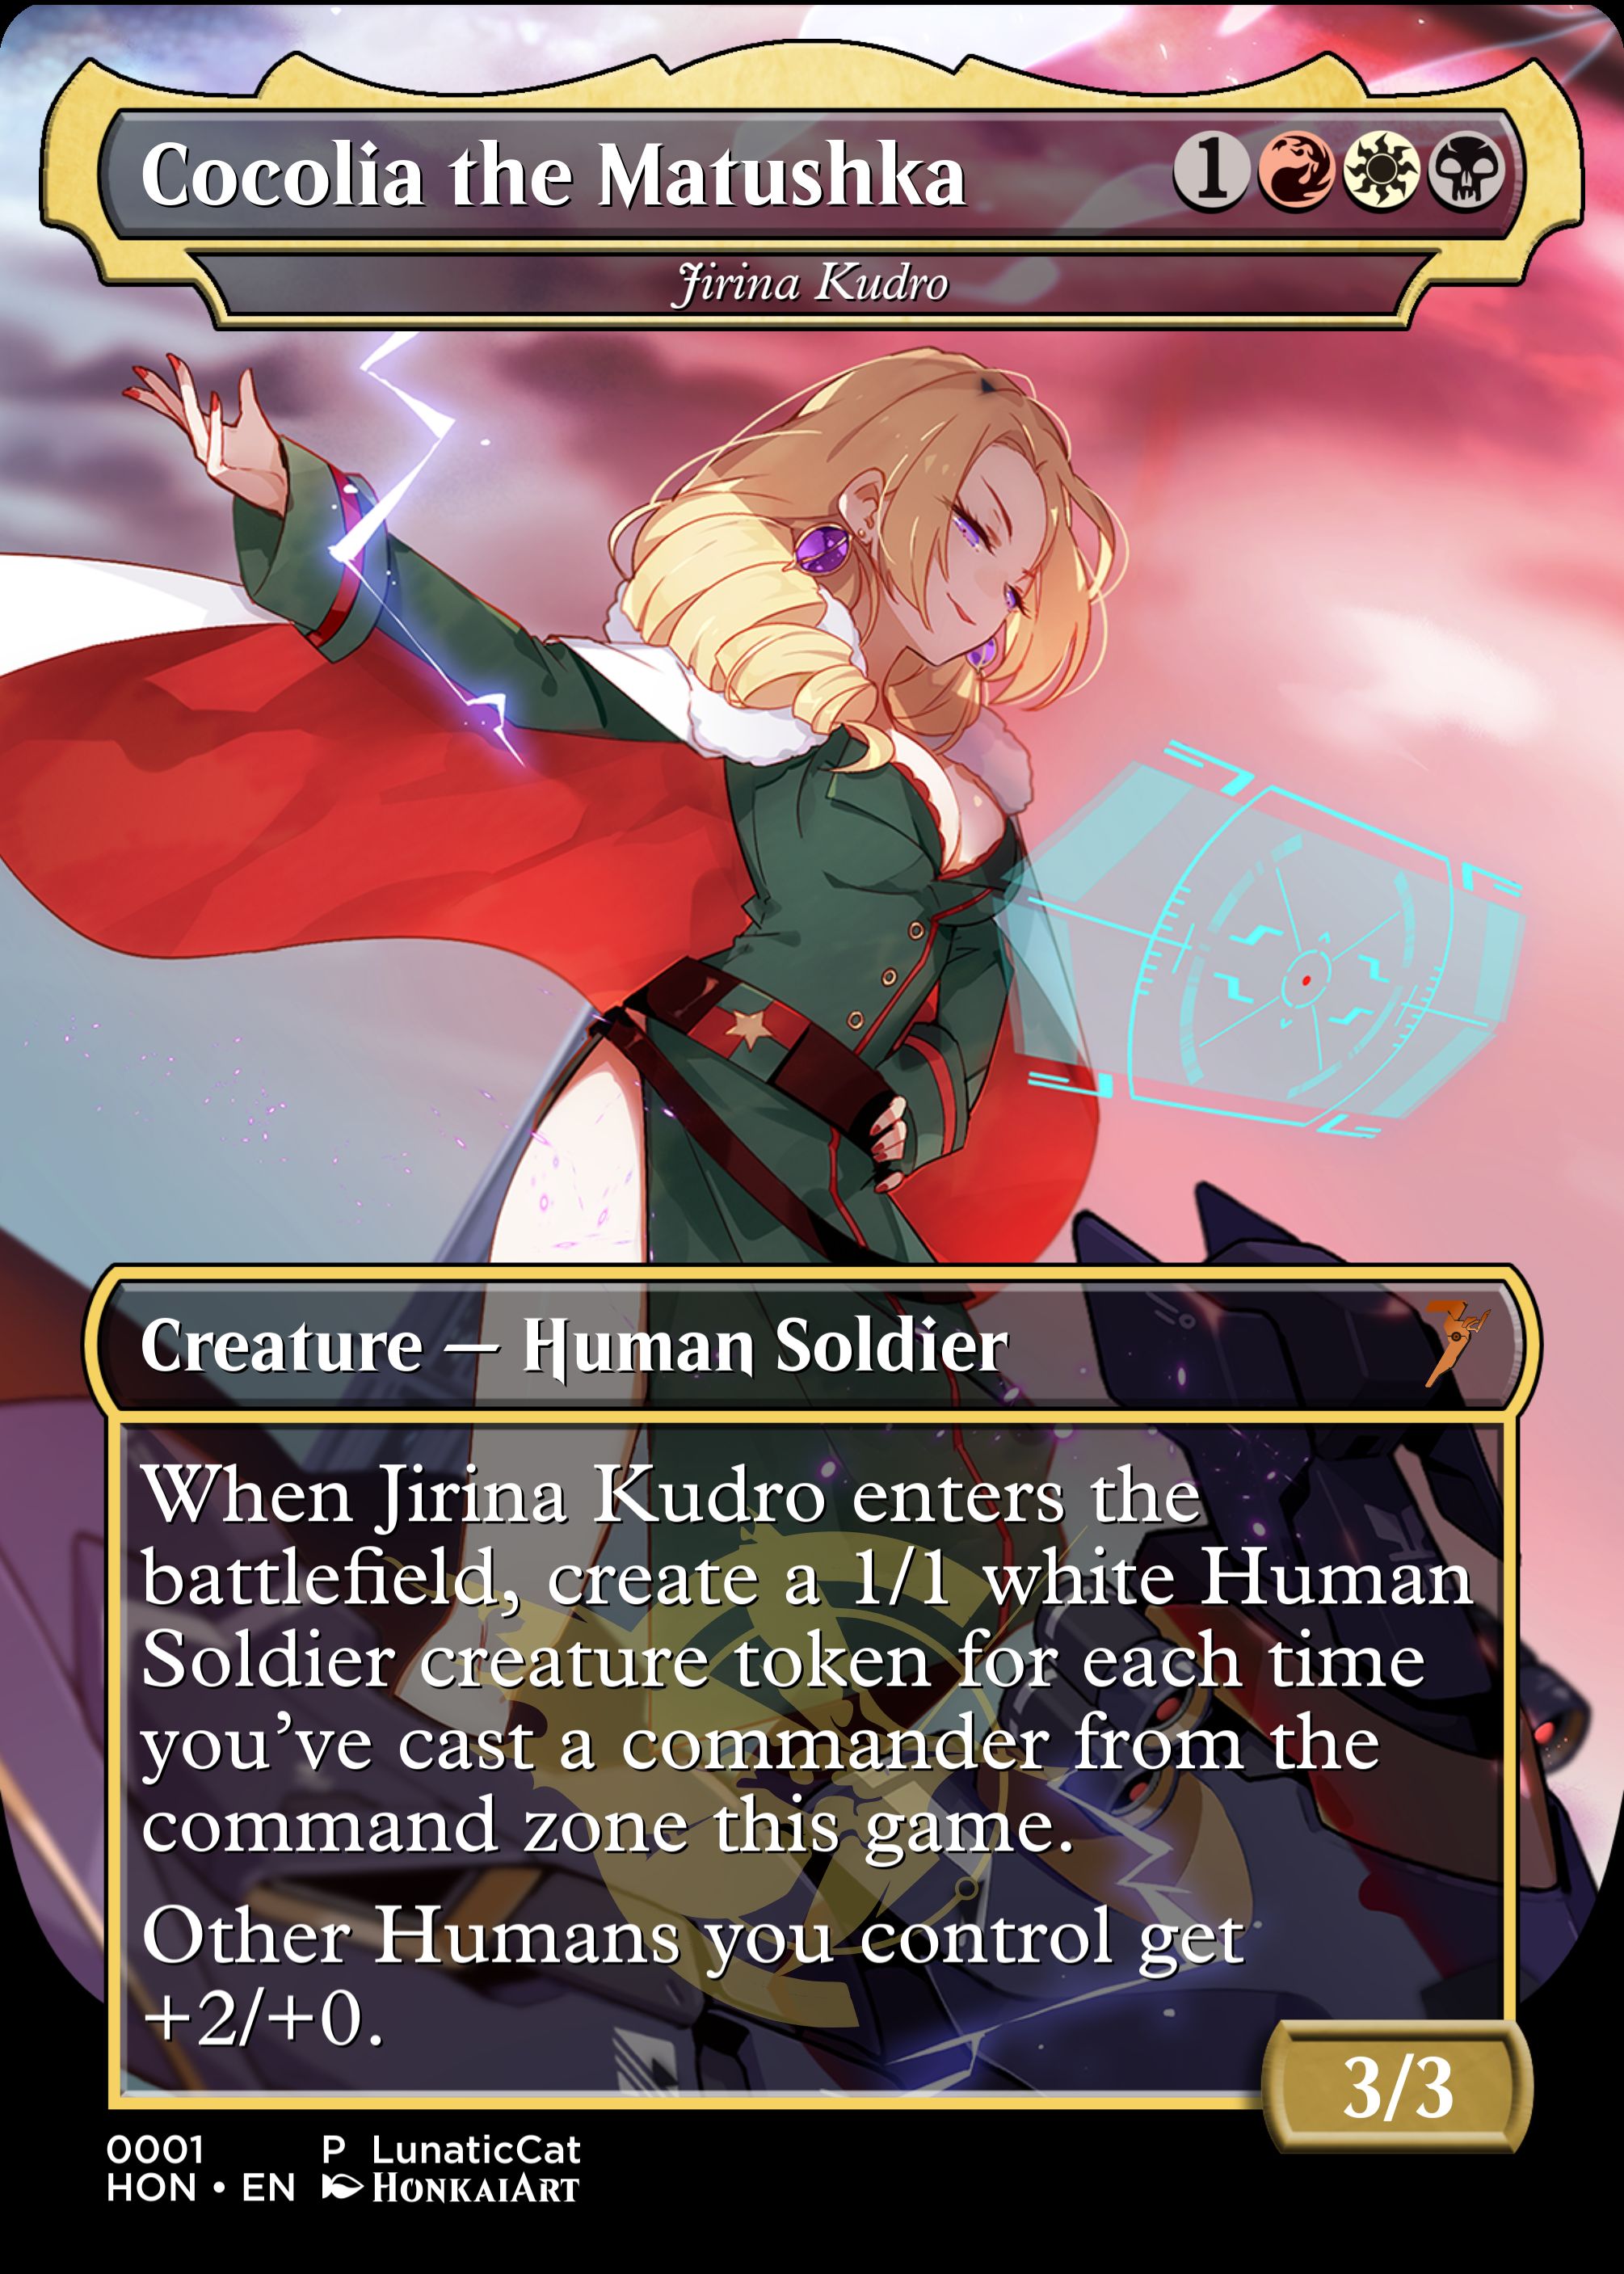 Cocolia the Matushka 1
Jirina Kudro
Creature — Human Soldier
When Jirina Kudro enters the
battlefield, create a 1/1 white Human
Soldier creature token for each time
you’ve cast a commander from the
command zone this game.
Other Humans you control get
+2/+0.
3/3
0001 P LunaticCat
HON • EN HONKAIART